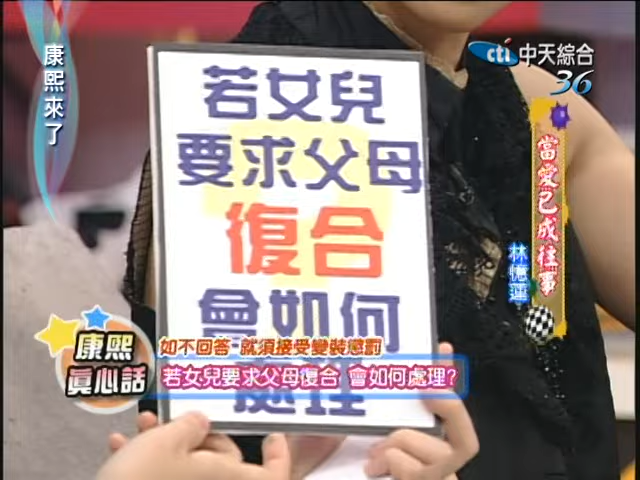 康熙來了
cti 中天綜合
36
當愛已成往事
林憶蓮
若女兒
要求父母
復合
會如何
處理
康熙
真心話
如不回答 就須接受變裝懲罰
若女兒要求父母復合 會如何處理?